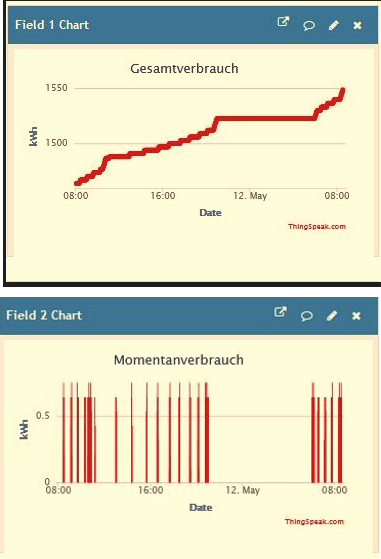 Field 1 Chart
Gesamtverbrauch
1550
1500
kWh
08:00 16:00 12. May 08:00
Date
ThingSpeak.com
Field 2 Chart
Momentanverbrauch
0.5
0
kWh
08:00 16:00 12. May 08:00
Date
ThingSpeak.com